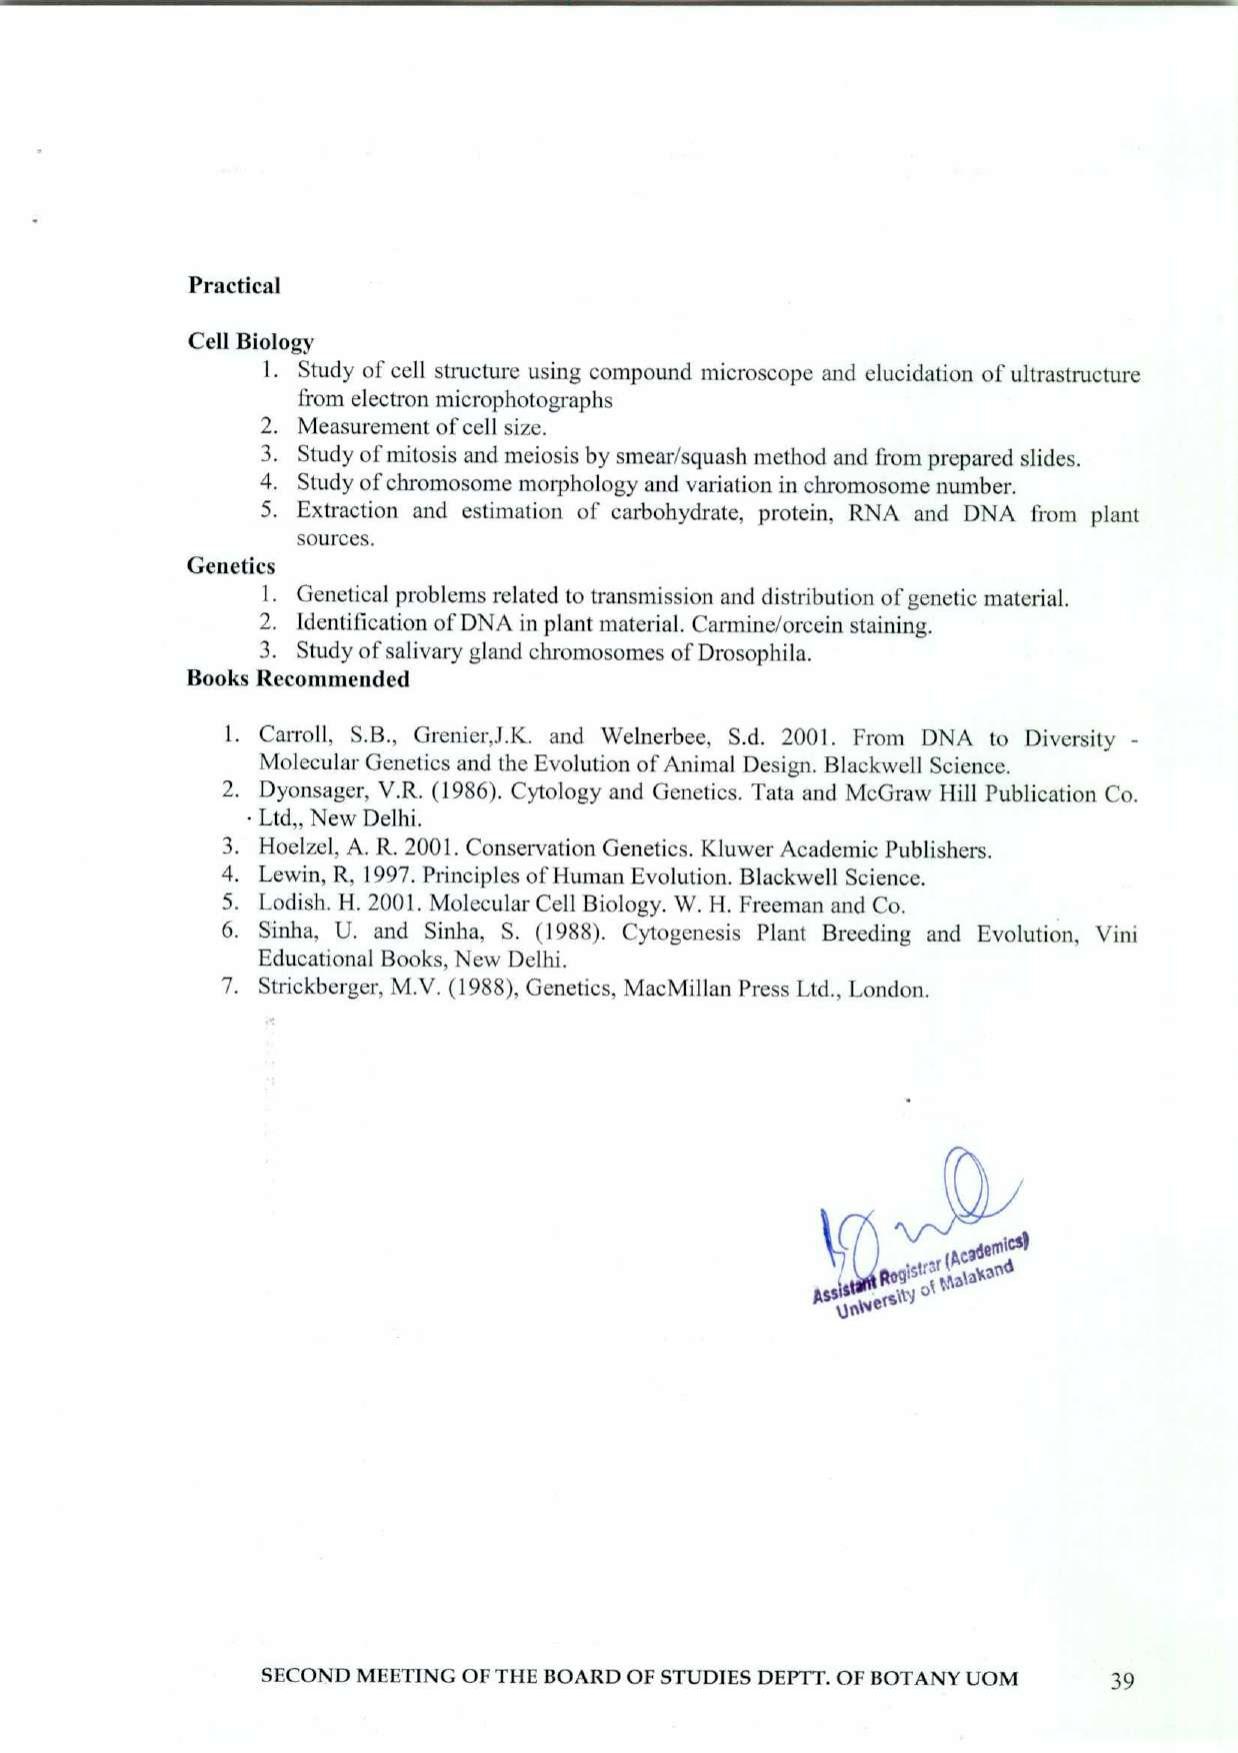 Practical
Cell Biology
1. Study of cell structure using compound microscope and elucidation of ultrastructure
from electron microphotographs
2. Measurement of cell size.
3. Study of mitosis and meiosis by smear/squash method and from prepared slides.
4. Study of chromosome morphology and variation in chromosome number.
5. Extraction and estimation of carbohydrate, protein, RNA and DNA from plant
sources.
Genetics
1. Genetical problems related to transmission and distribution of genetic material.
2. Identification of DNA in plant material. Carmine/orcein staining.
3. Study of salivary gland chromosomes of Drosophila.
Books Recommended
1. Carroll, S.B., Grenier,J.K. and Welnerbee, S.d. 2001. From DNA to Diversity -
Molecular Genetics and the Evolution of Animal Design. Blackwell Science.
2. Dyonsager, V.R. (1986). Cytology and Genetics. Tata and McGraw Hill Publication Co.
Ltd,, New Delhi.
3. Hoelzel, A. R. 2001. Conservation Genetics. Kluwer Academic Publishers.
4. Lewin, R, 1997. Principles of Human Evolution. Blackwell Science.
5. Lodish. H. 2001. Molecular Cell Biology. W. H. Freeman and Co.
6. Sinha, U. and Sinha, S. (1988). Cytogenesis Plant Breeding and Evolution, Vini
Educational Books, New Delhi.
7. Strickberger, M.V. (1988), Genetics, MacMillan Press Ltd., London.
Assistant Registrar (Academics)
University of Malakand
SECOND MEETING OF THE BOARD OF STUDIES DEPTT. OF BOTANY UOM 39